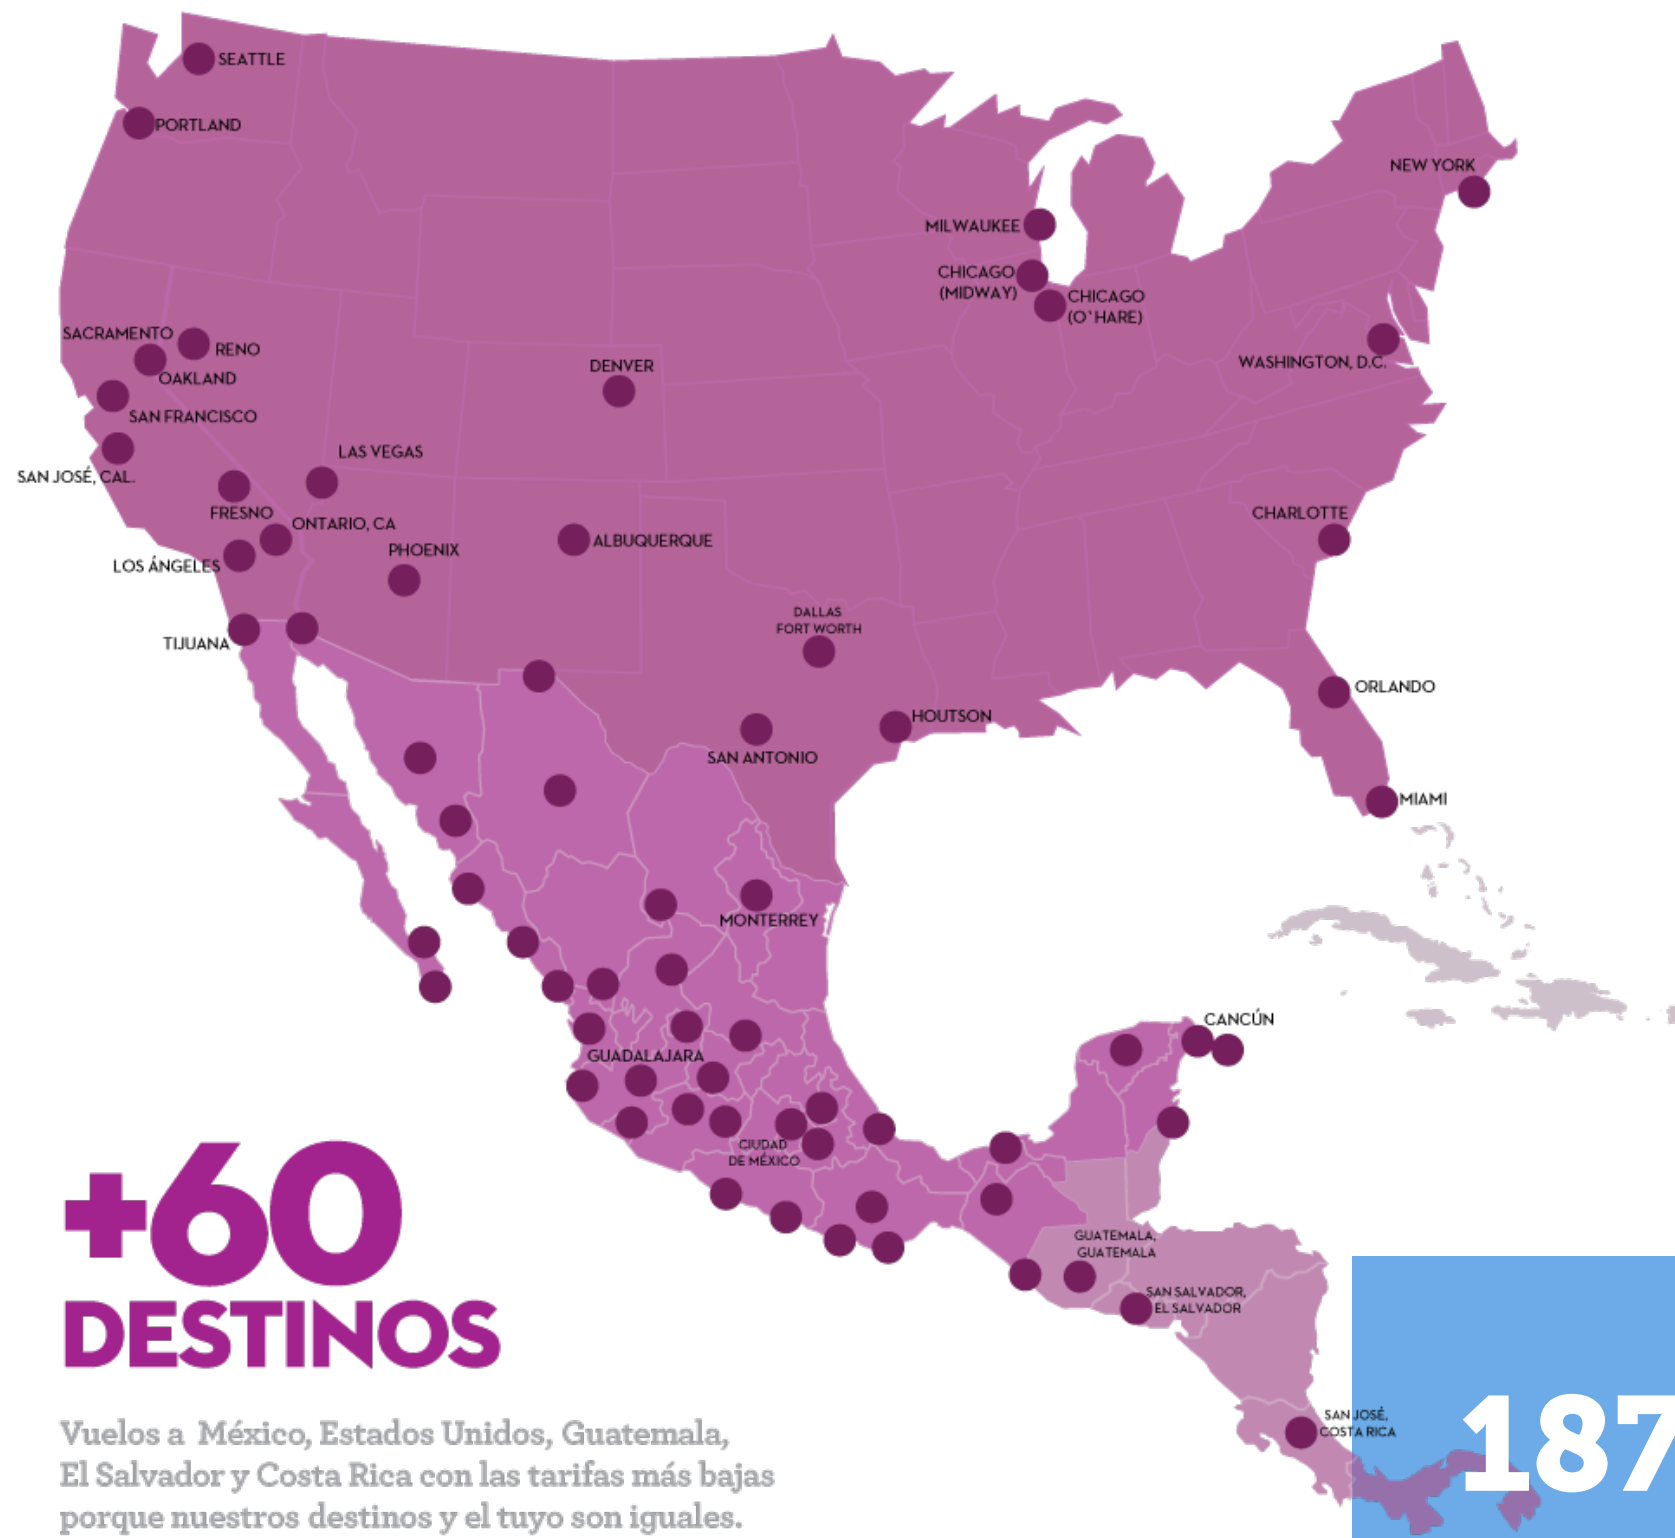 SEATTLE
PORTLAND
NEW YORK
MILWAUKEE
CHICAGO
(MIDWAY)
CHICAGO
(O`HARE)
SACRAMENTO
RENO
OAKLAND
WASHINGTON, D.C.
DENVER
SAN FRANCISCO
LAS VEGAS
SAN JOSÉ, CAL.
FRESNO
ONTARIO, CA
CHARLOTTE
PHOENIX
ALBUQUERQUE
LOS ÁNGELES
DALLAS
FORT WORTH
TIJUANA
ORLANDO
HOUTSON
SAN ANTONIO
MIAMI
MONTERREY
CANCÚN
GUADALAJARA
CIUDAD
DE MÉXICO
GUATEMALA,
GUATEMALA
SAN SALVADOR,
EL SALVADOR
+60
DESTINOS
SAN JOSÉ,
COSTA RICA
187
Vuelos a México, Estados Unidos, Guatemala,
El Salvador y Costa Rica con las tarifas más bajas
porque nuestros destinos y el tuyo son iguales.